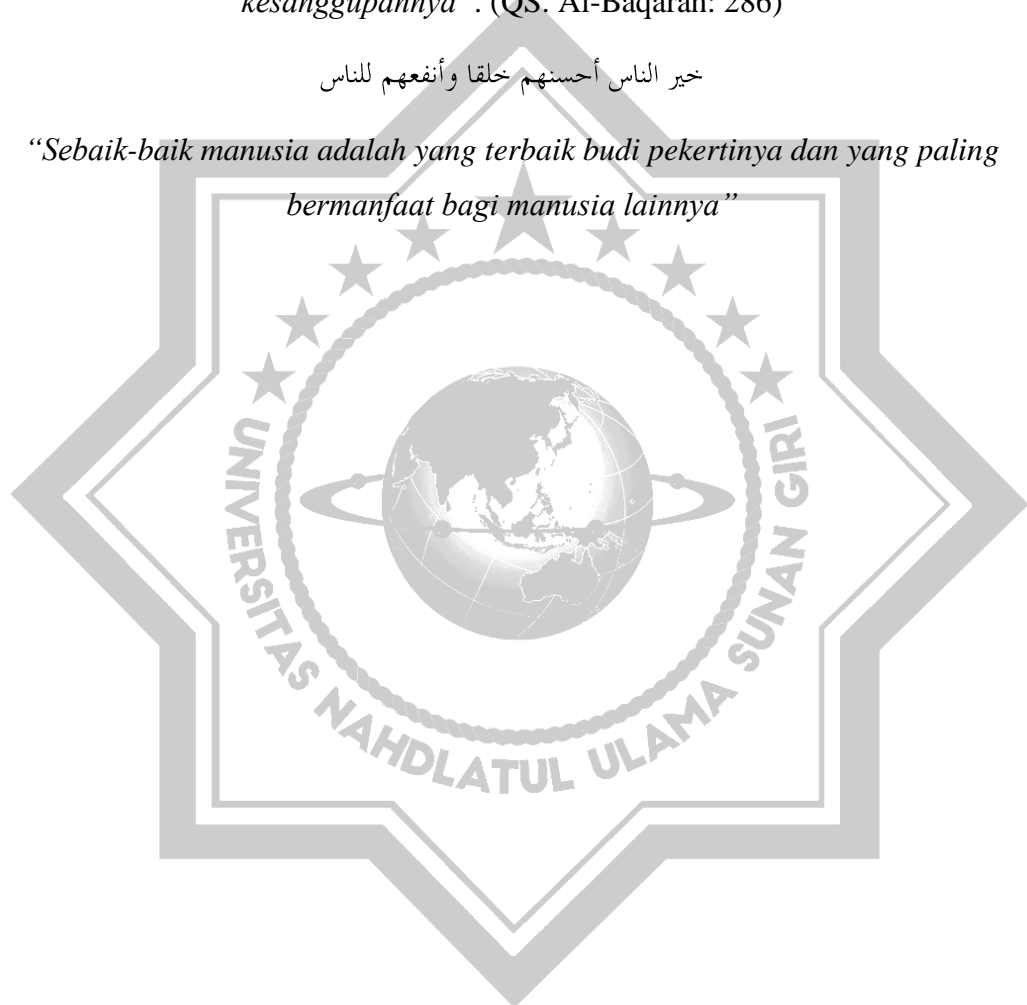 kesanggupannya”. (QS. Al-Baqarah: 286)
خير الناس أحسنهم خلقا وأنفعهم للناس
“Sebaik-baik manusia adalah yang terbaik budi pekertinya dan yang paling
bermanfaat bagi manusia lainnya”
UNIVERSITAS NAHDLATUL ULAMA SUNAN GIRI